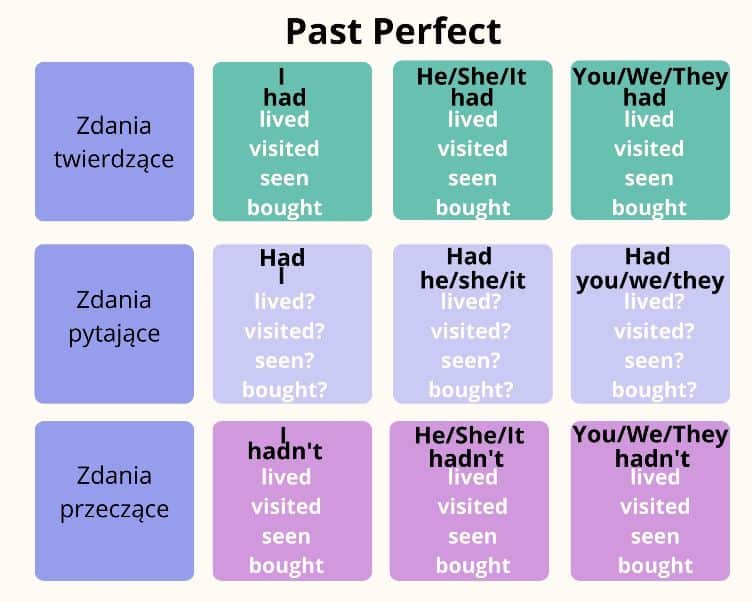 Past Perfect
Zdania
twierdzące
I
had
lived
visited
seen
bought
He/She/It
had
lived
visited
seen
bought
You/We/They
had
lived
visited
seen
bought
Zdania
pytające
Had
I
lived?
visited?
seen?
bought?
Had
he/she/it
lived?
visited?
seen?
bought?
Had
you/we/they
lived?
visited?
seen?
bought?
Zdania
przeczące
I
hadn't
lived
visited
seen
bought
He/She/It
hadn't
lived
visited
seen
bought
You/We/They
hadn't
lived
visited
seen
bought